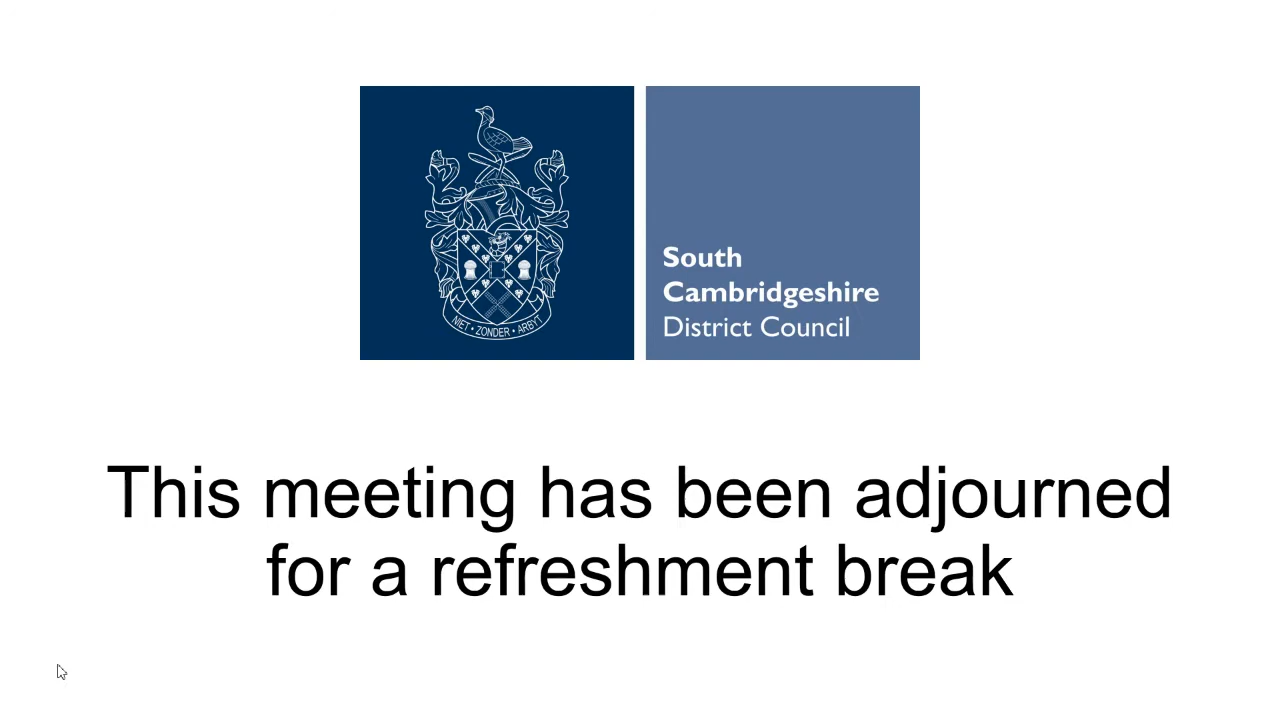 NIET • ZONDER • ARBYT
South
Cambridgeshire
District Council
This meeting has been adjourned
for a refreshment break